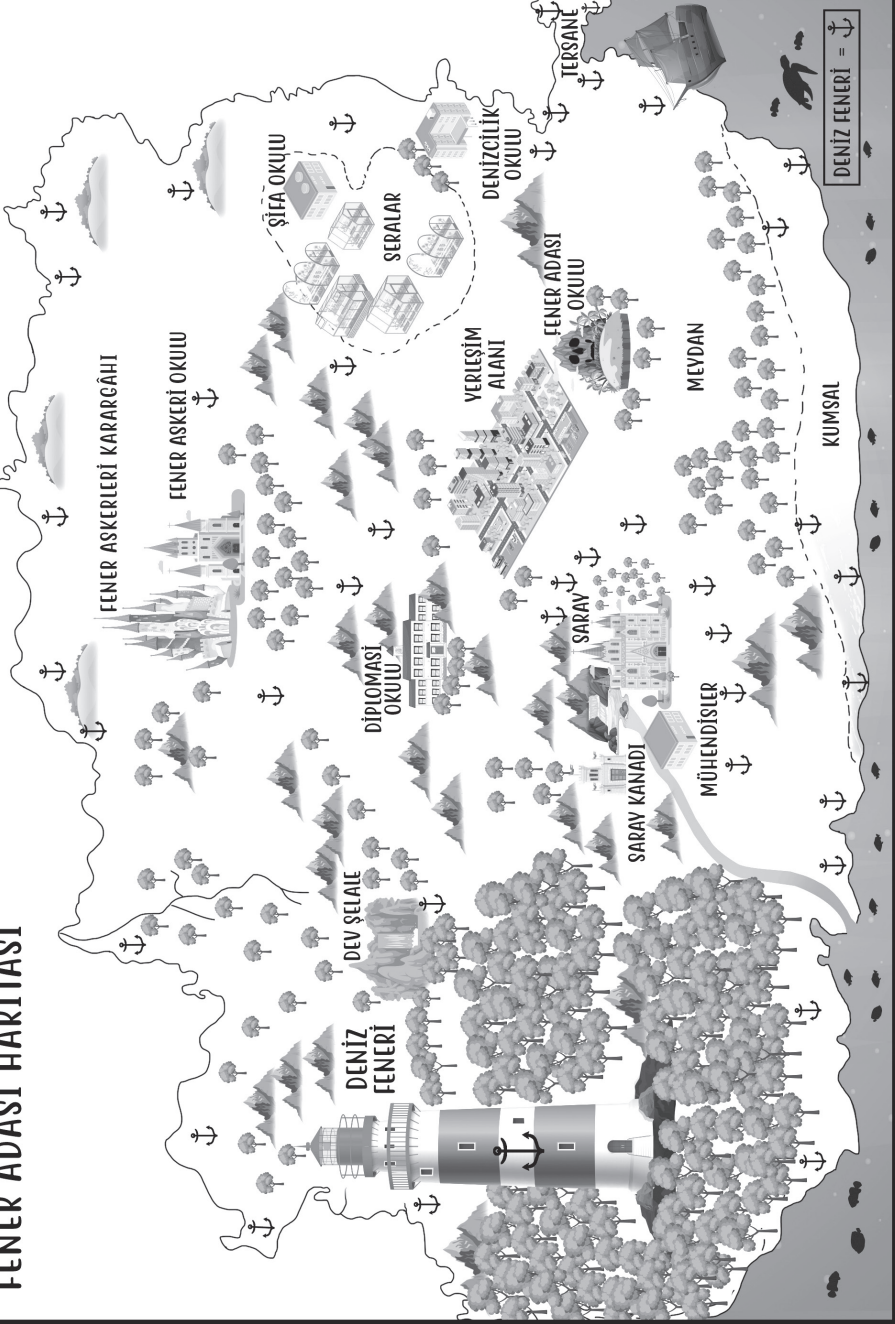 FENER ADASI HARİTASI
FENER ASKERLERİ KARARGÂHI
FENER ASKERİ OKULU
ŞİFA OKULU
SERALAR
DENİZCİLİK
OKULU
TERSANE
DİPLOMASİ
OKULU
YERLEŞİM
ALANI
FENER ADASI
OKULU
DEV ŞELALE
DENİZ
FENERİ
SARAY
SARAY KANADI
MÜHENDİSLER
MEYDAN
KUMSAL
DENİZ FENERİ =